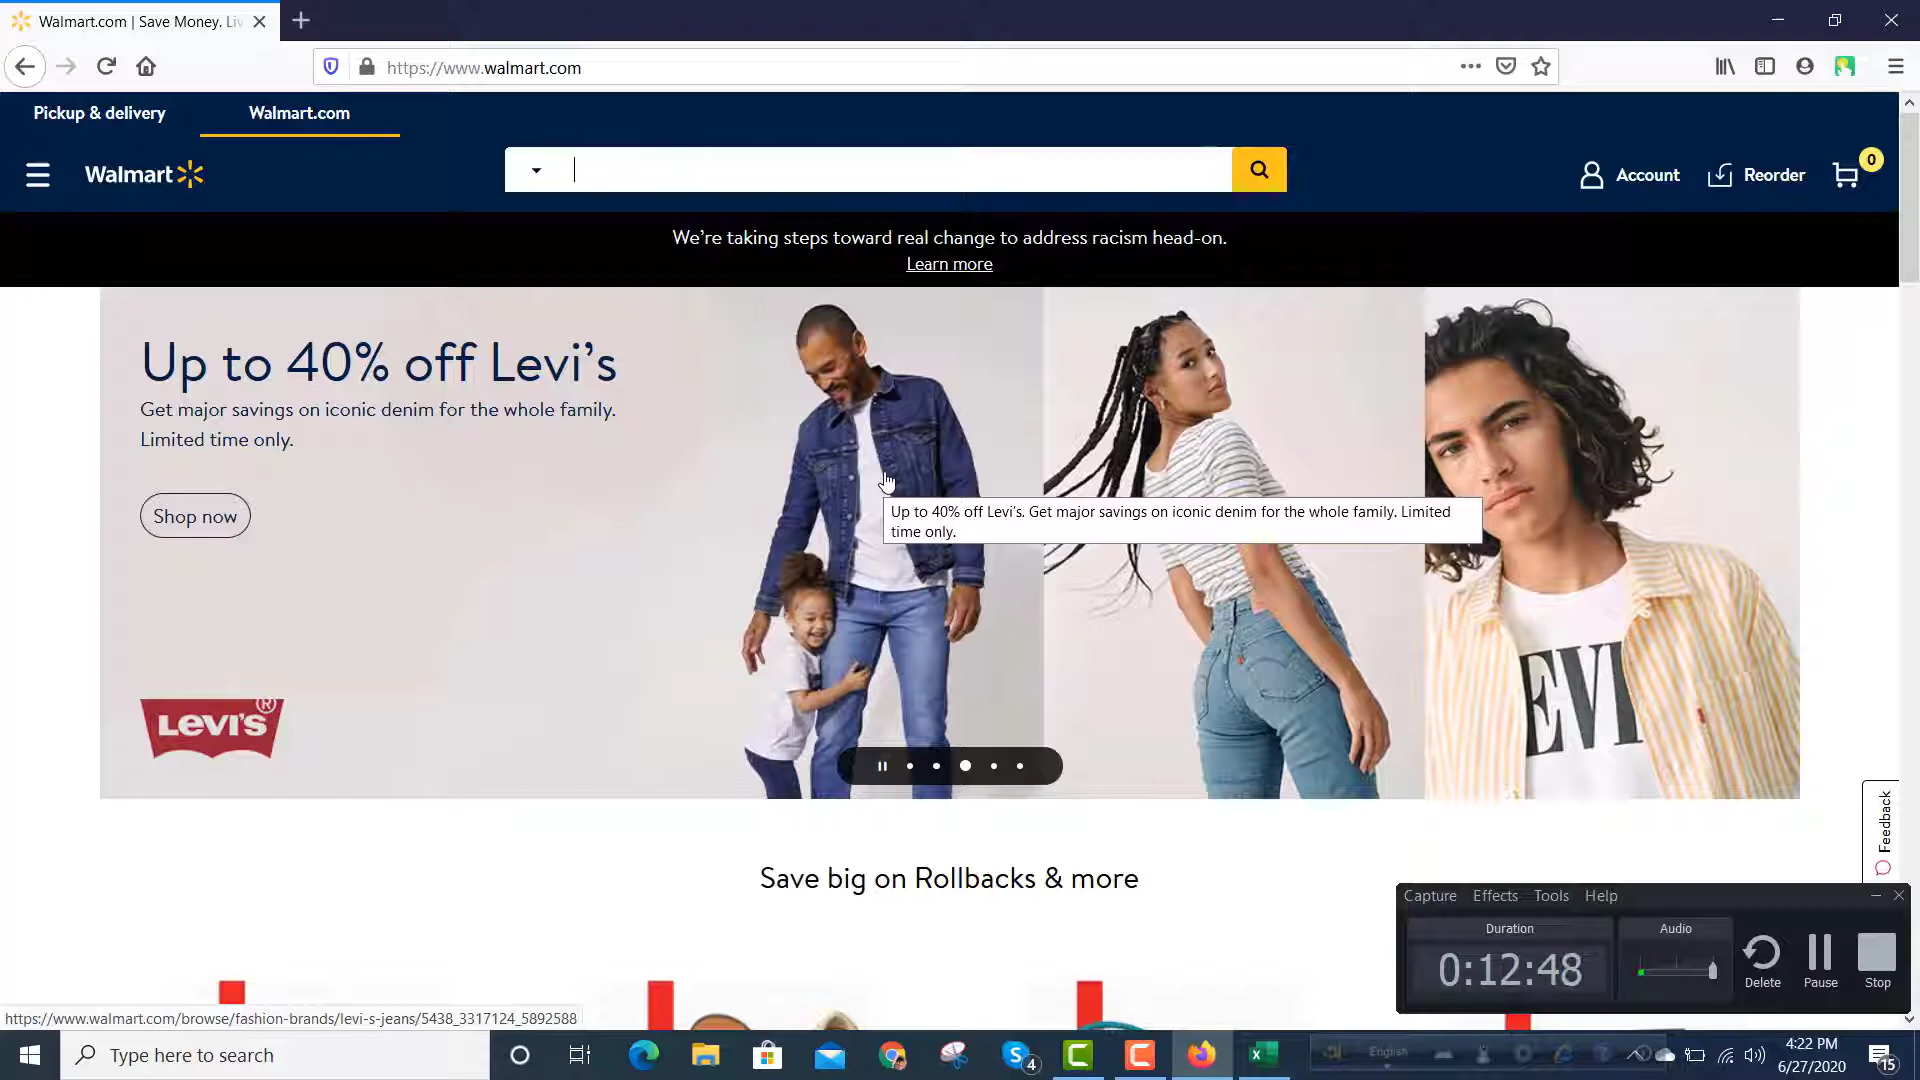 Walmart.com | Save Money. Liv
https://www.walmart.com
Pickup & delivery
Walmart.com
Walmart
Account
Reorder
0
We're taking steps toward real change to address racism head-on.
Learn more
Up to 40% off Levi's
Get major savings on iconic denim for the whole family.
Limited time only.
Shop now
Up to 40% off Levi's. Get major savings on iconic denim for the whole family. Limited
time only.
LEVI'S
LeVI'S®
Feedback
Save big on Rollbacks & more
Capture Effects Tools Help
Duration
Audio
0:12:48
Delete
Pause
Stop
https://www.walmart.com/browse/fashion-brands/levi-s-jeans/5438_3317124_5892588
Type here to search
4
English
4:22 PM
6/27/2020
15